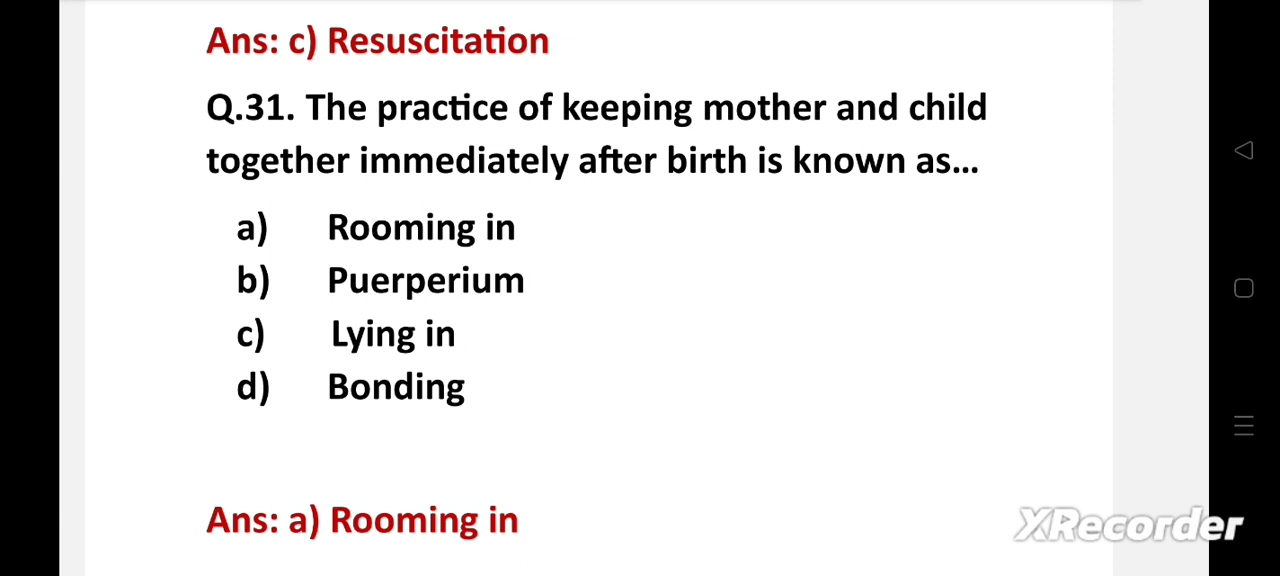 Ans: c) Resuscitation
Q.31. The practice of keeping mother and child
together immediately after birth is known as...
a) Rooming in
b) Puerperium
c) Lying in
d) Bonding
Ans: a) Rooming in
XRecorder